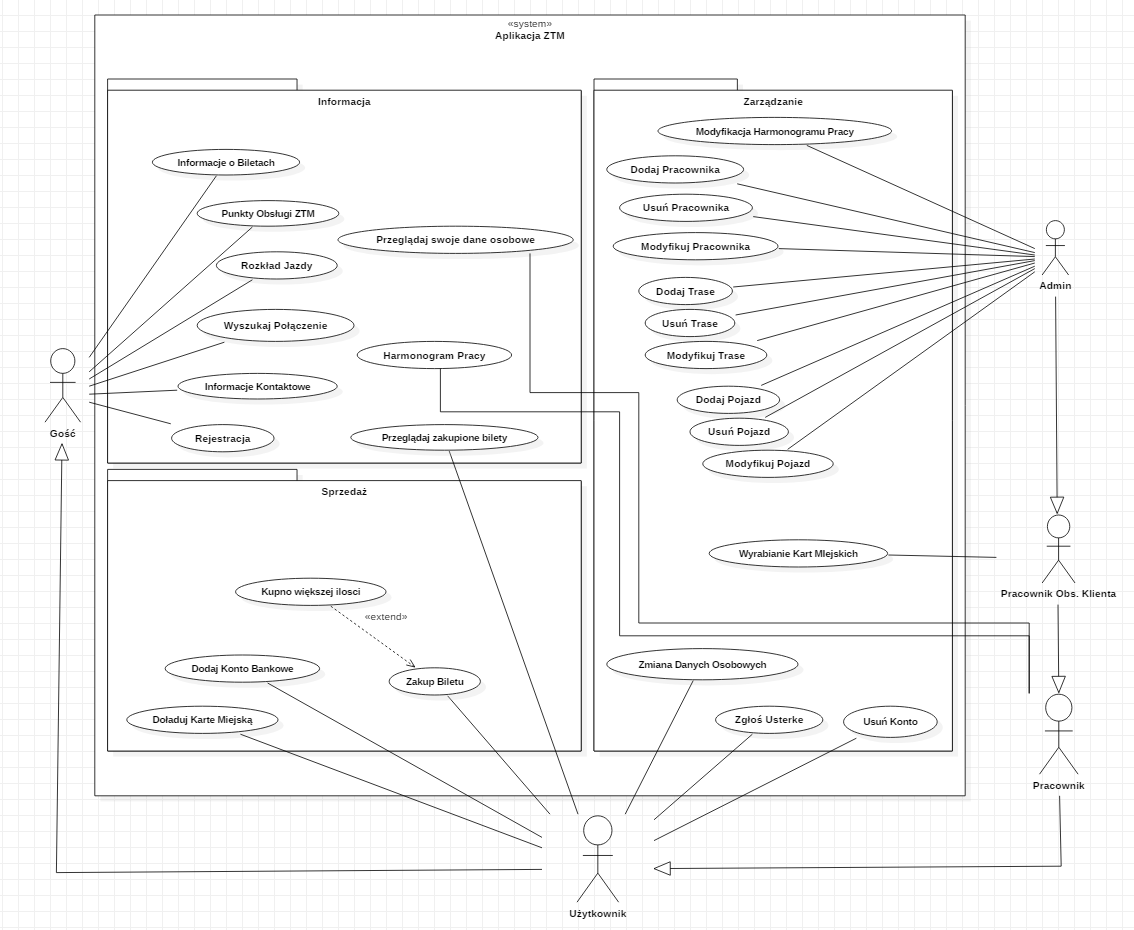 «system»
Aplikacja ZTM
Informacja
Informacje o Biletach
Punkty Obsługi ZTM
Przeglądaj swoje dane osobowe
Rozkład Jazdy
Wyszukaj Połączenie
Harmonogram Pracy
Informacje Kontaktowe
Rejestracja
Przeglądaj zakupione bilety
Zarządzanie
Modyfikacja Harmonogramu Pracy
Dodaj Pracownika
Usuń Pracownika
Modyfikuj Pracownika
Dodaj Trase
Usuń Trase
Modyfikuj Trase
Dodaj Pojazd
Usuń Pojazd
Modyfikuj Pojazd
Wyrabianie Kart MIejskich
Zmiana Danych Osobowych
Zgłoś Usterke
Usuń Konto
Sprzedaż
Kupno większej ilosci
«extend»
Dodaj Konto Bankowe
Zakup Biletu
Doładuj Karte Miejską
Gość
Admin
Pracownik Obs. Klienta
Pracownik
Użytkownik